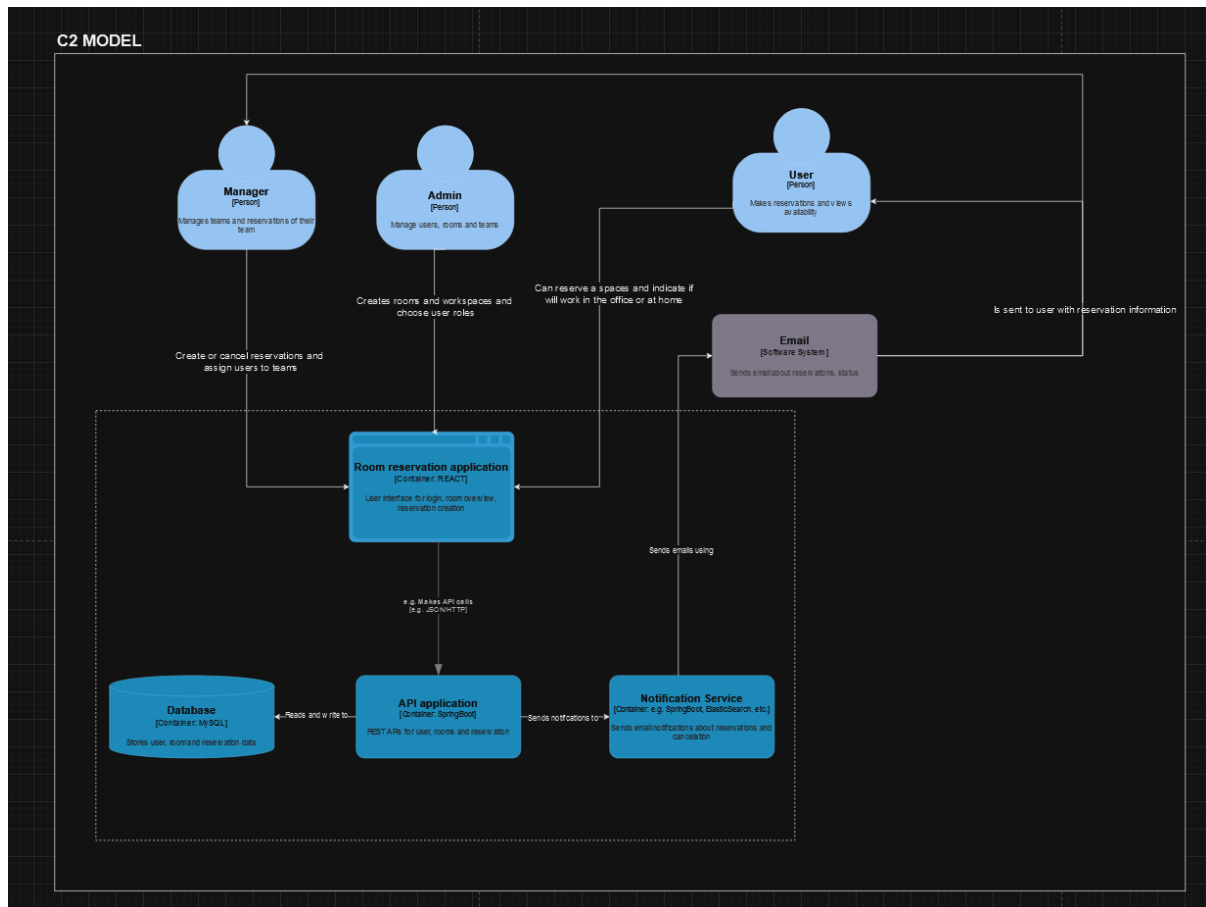 C2 MODEL
Manager
[Person]
Manages teams and reservations of their
team
Admin
[Person]
Manage users, rooms and teams
User
[Person]
Makes reservations and views
availability
Can reserve a spaces and indicate if
will work in the office or at home
Creates rooms and workspaces and
choose user roles
Is sent to user with reservation information
Email
[Software System]
Sends email about reservations, status
Create or cancel reservations and
assign users to teams
Room reservation application
[Container: REACT]
User interface for login, room overview,
reservation creation
Sends emails using
e.g. Makes API calls
[e.g. JSON/HTTP]
Database
[Container: MySQL]
Stores user, room and reservation data
Reads and write to
API application
[Container: SpringBoot]
REST APIs for user, rooms and reservation
Sends notifcations to
Notification Service
[Container: e.g. SpringBoot, ElasticSearch, etc.]
Sends email notifications about reservations and
cancelation